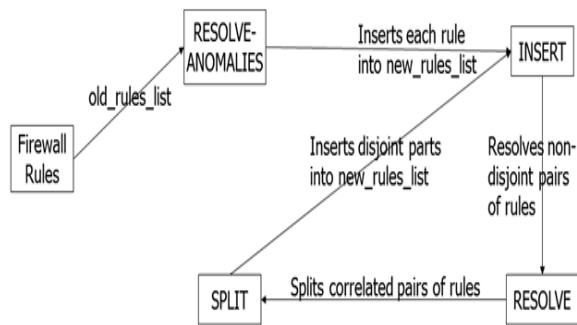 RESOLVE-
ANOMALIES
Inserts each rule
into new_rules_list
INSERT
old_rules_list
Firewall
Rules
Inserts disjoint parts
into new_rules_list
Resolves non-
disjoint pairs
of rules
SPLIT
Splits correlated pairs of rules
RESOLVE